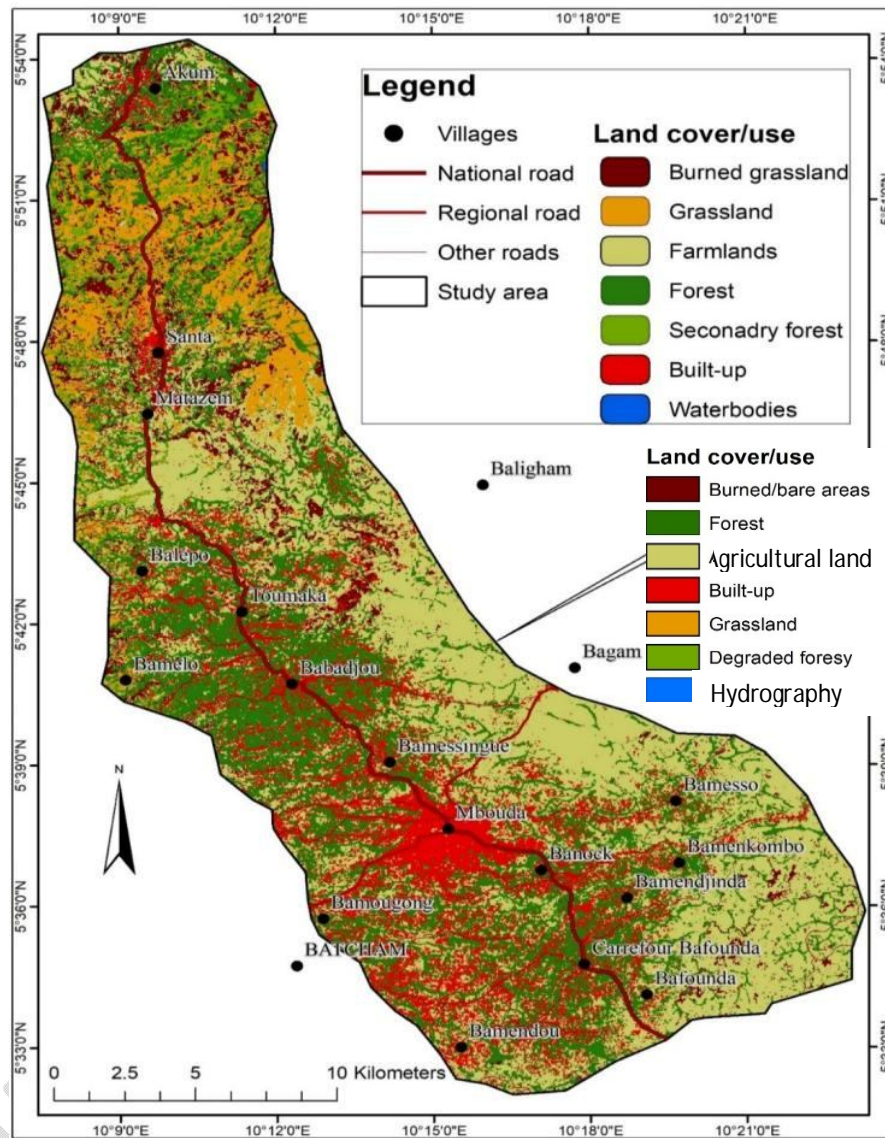 10°9'0"E 10°12'0"E 10°15'0"E 10°18'0"E 10°21'0"E
5°54'0"N
5°51'0"N
5°48'0"N
5°45'0"N
5°42'0"N
5°39'0"N
5°36'0"N
5°33'0"N
Akum
Santa
Matazem
Balepo
Toumaka
Bamelo
Babadjou
Bamessingue
Mbouda
Banock
Bamesso
Bamenkombo
Bamendjinda
Bamougong
BATCHAM
Carrefour Bafounda
Bafounda
Bamendou
Baligham
Bagam
Legend
Villages
National road
Regional road
Other roads
Study area
Land cover/use
Burned grassland
Grassland
Farmlands
Forest
Seconadry forest
Built-up
Waterbodies
Land cover/use
Burned/bare areas
Forest
Agricultural land
Built-up
Grassland
Degraded foresy
Hydrography
N
0 2.5 5 10 Kilometers
10°9'0"E 10°12'0"E 10°15'0"E 10°18'0"E 10°21'0"E